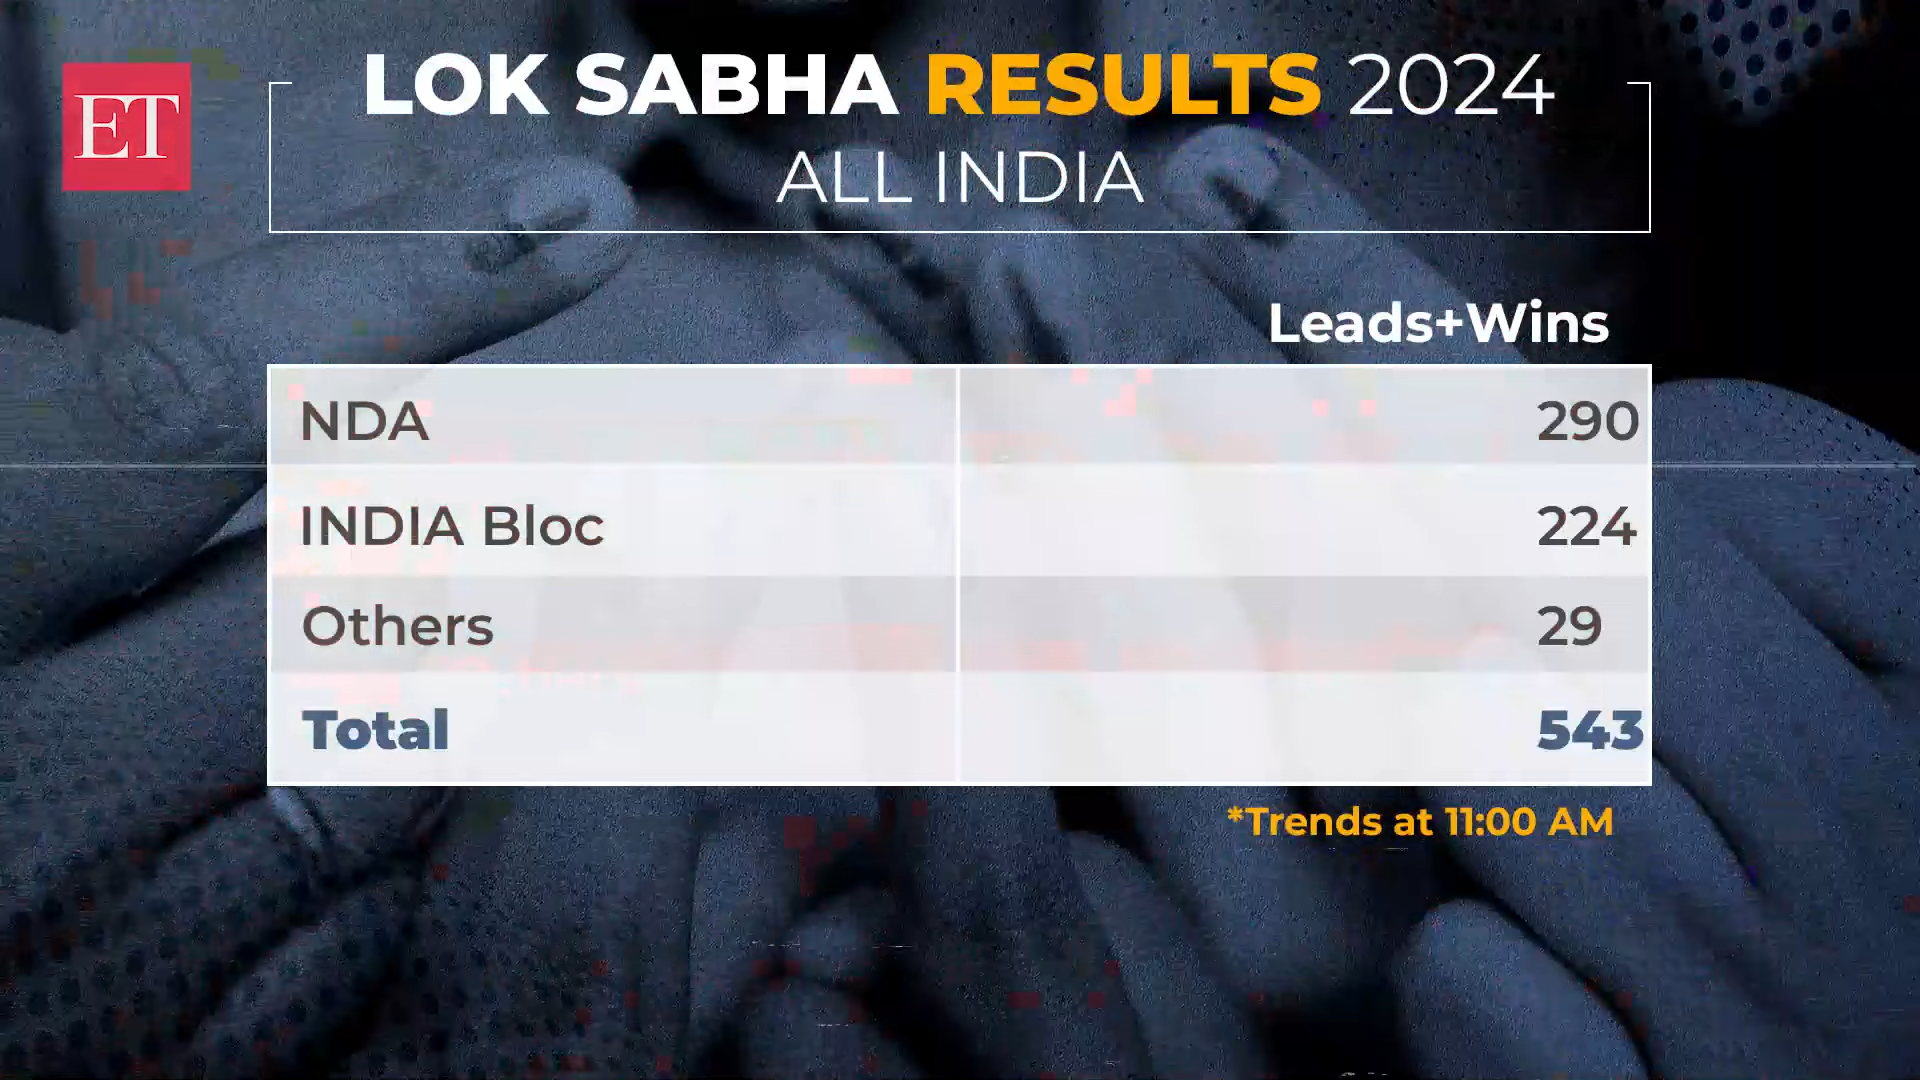 ET
LOK SABHA RESULTS 2024
ALL INDIA
Leads+Wins
NDA 290
INDIA Bloc 224
Others 29
Total 543
*Trends at 11:00 AM